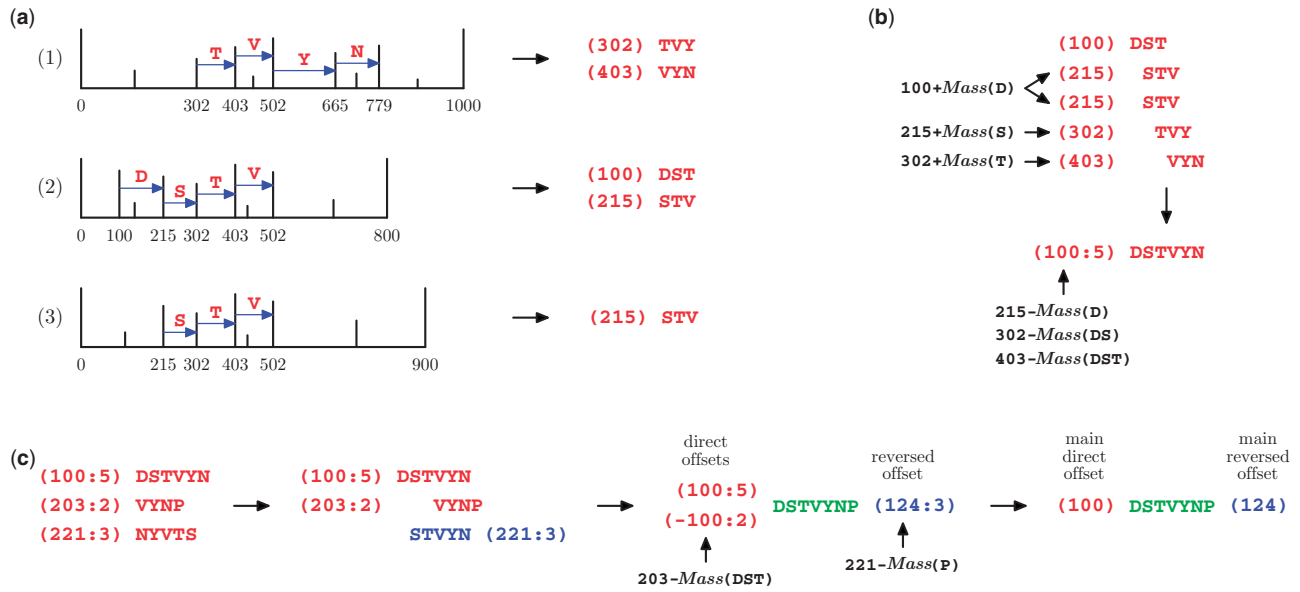 (a)
(1)
T V Y N
0 302 403 502 665 779 1000
(302) TVY
(403) VYN
(2)
D S T V
0 100 215 302 403 502 800
(100) DST
(215) STV
(3)
S T V
0 215 302 403 502 900
(215) STV
(b)
(100) DST
(215) STV
100+Mass(D)
(215) STV
215+Mass(S) (302) TVY
302+Mass(T) (403) VYN
(100:5) DSTVYN
215-Mass(D)
302-Mass(DS)
403-Mass(DST)
(c)
(100:5) DSTVYN
(203:2) VYNP
(221:3) NYVTS
(100:5) DSTVYN
(203:2) VYNP
STVYN (221:3)
direct
offsets
(100:5)
(-100:2)
DSTVYNP
reversed
offset
(124:3)
203-Mass(DST)
221-Mass(P)
main
direct
offset
main
reversed
offset
(100) DSTVYNP (124)